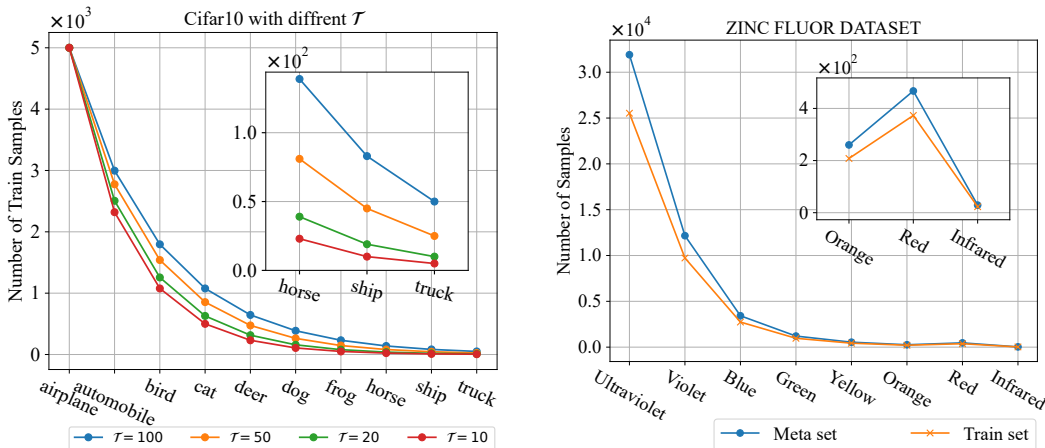 Cifar10 with diffrent 𝒯
×10³
Number of Train Samples
5
4
3
2
1
0
×10²
1.0
0.5
0.0
horse
ship
truck
airplane
automobile
bird
cat
deer
dog
frog
horse
ship
truck
𝒯 = 100
𝒯 = 50
𝒯 = 20
𝒯 = 10
ZINC FLUOR DATASET
×10⁴
Number of Samples
3.0
2.5
2.0
1.5
1.0
0.5
0.0
×10²
4
2
0
Orange
Red
Infrared
Ultraviolet
Violet
Blue
Green
Yellow
Orange
Red
Infrared
Meta set
Train set